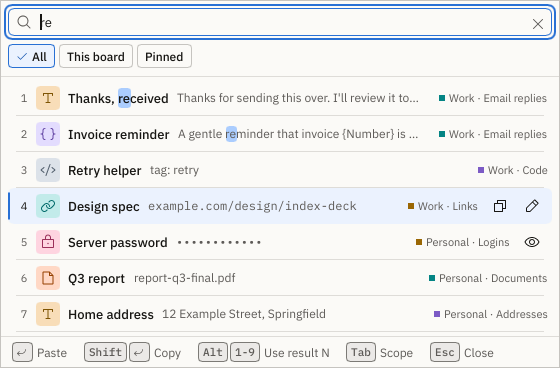 re
All This board Pinned
1 T Thanks, received Thanks for sending this over. I'll review it to... Work · Email replies
2 { } Invoice reminder A gentle reminder that invoice {Number} is ... Work · Email replies
3 </> Retry helper tag: retry Work · Code
4 Design spec example.com/design/index-deck Work · Links
5 Server password •••••••••••• Personal · Logins
6 Q3 report report-q3-final.pdf Personal · Documents
7 T Home address 12 Example Street, Springfield Personal · Addresses
↵ Paste Shift ↵ Copy Alt 1-9 Use result N Tab Scope Esc Close